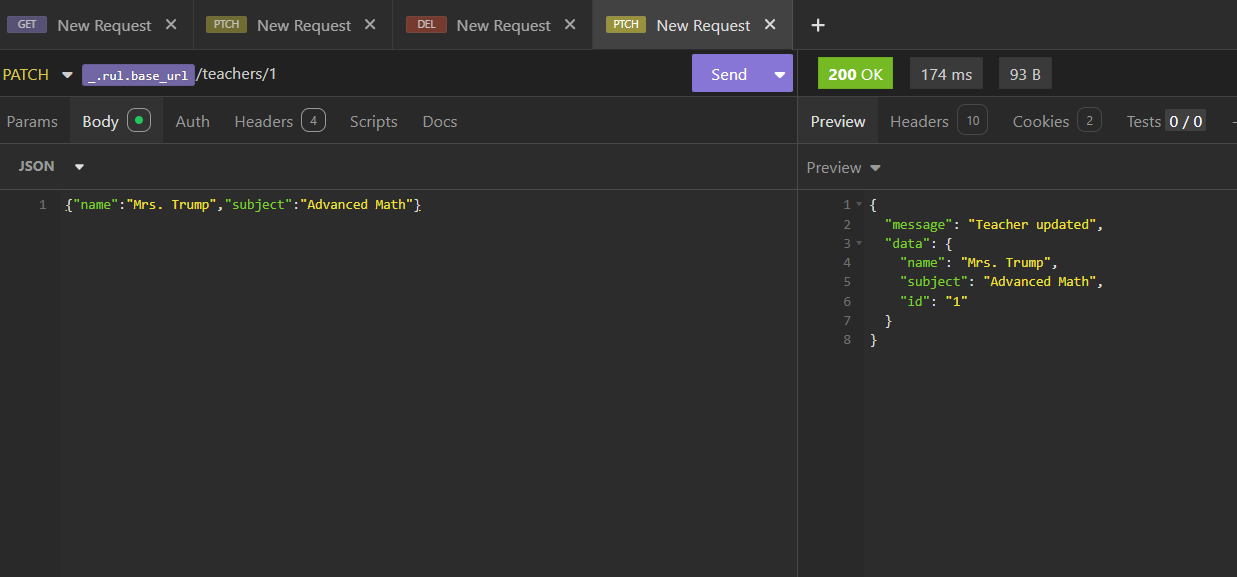 GET New Request × PTCH New Request × DEL New Request × PTCH New Request × +
PATCH _.rul.base_url /teachers/1 Send
200 OK 174 ms 93 B
Params Body Auth Headers 4 Scripts Docs
Preview Headers 10 Cookies 2 Tests 0 / 0
JSON
Preview
1 {"name":"Mrs. Trump","subject":"Advanced Math"}
1 {
2 "message": "Teacher updated",
3 "data": {
4 "name": "Mrs. Trump",
5 "subject": "Advanced Math",
6 "id": "1"
7 }
8 }